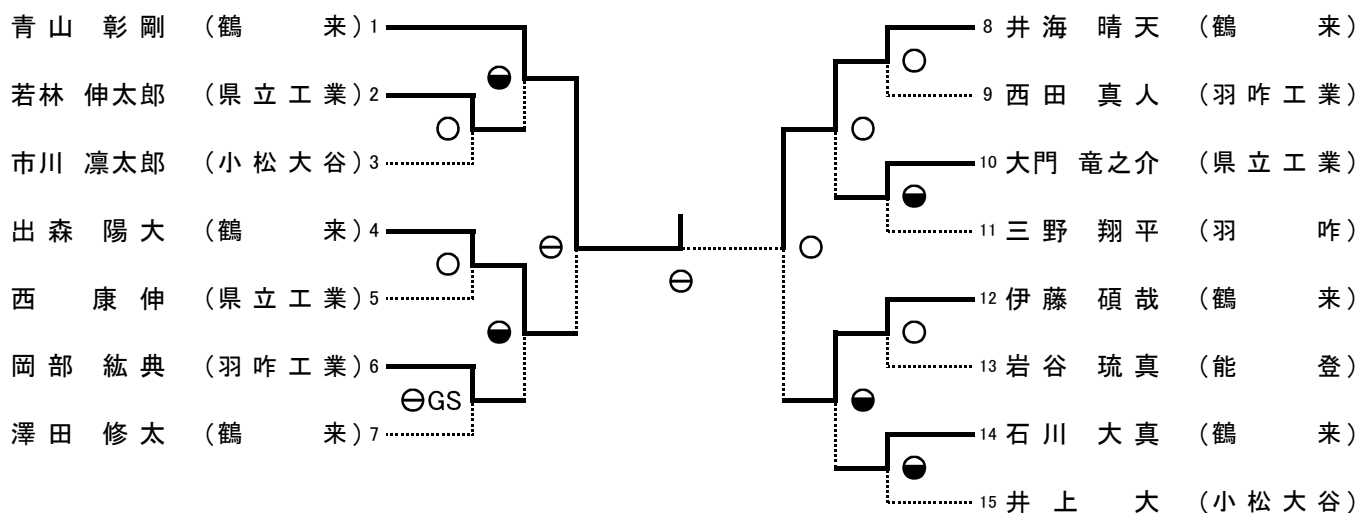 青山 彰剛 (鶴 来) 1
若林 伸太郎 (県立工業) 2
市川 凛太郎 (小松大谷) 3
出森 陽大 (鶴 来) 4
西 康伸 (県立工業) 5
岡部 紘典 (羽咋工業) 6
⊖GS
澤田 修太 (鶴 来) 7
8 井海 晴天 (鶴 来)
9 西田 真人 (羽咋工業)
10 大門 竜之介 (県立工業)
11 三野 翔平 (羽 咋)
12 伊藤 碩哉 (鶴 来)
13 岩谷 琉真 (能 登)
14 石川 大真 (鶴 来)
15 井上 大 (小松大谷)